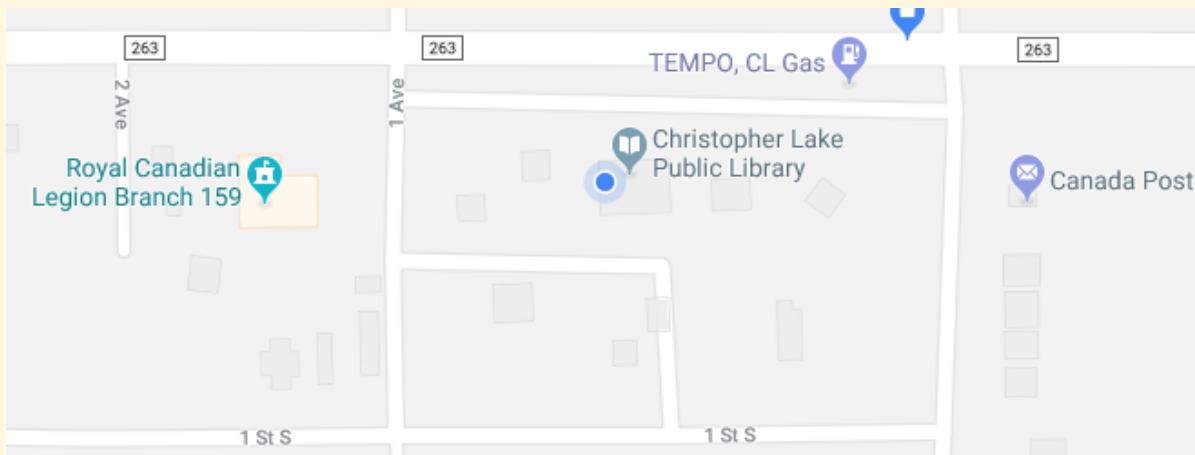 263
263
263
TEMPO, CL Gas
2 Ave
1 Ave
Christopher Lake
Public Library
Royal Canadian
Legion Branch 159
Canada Post
1 St S
1 St S